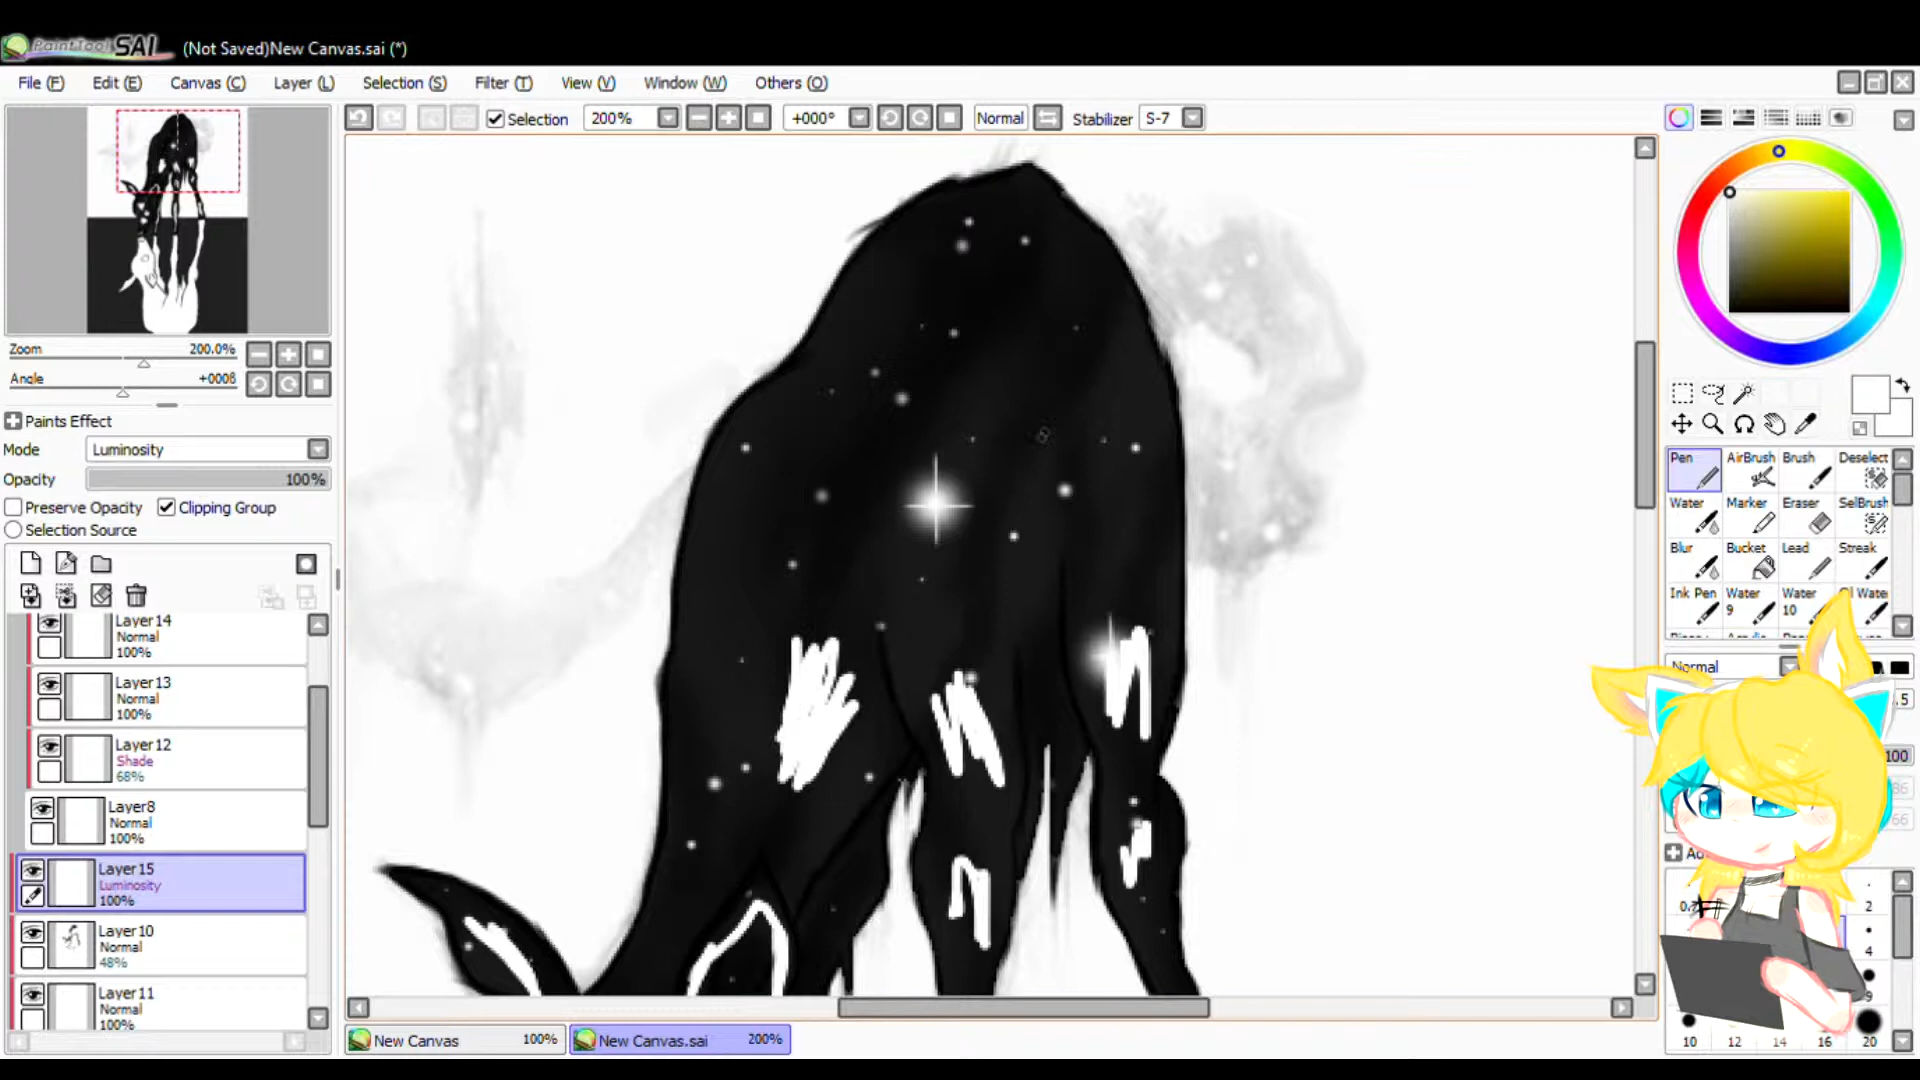 PaintTool SAI (Not Saved)New Canvas.sai (*)
File (F) Edit (E) Canvas (C) Layer (L) Selection (S) Filter (T) View (V) Window (W) Others (O)
Selection 200% +000° Normal Stabilizer S-7
Zoom 200.0%
Angle
Paints Effect
Mode Luminosity
Opacity 100%
Preserve Opacity Clipping Group
Selection Source
Layer14
Normal
100%
Layer13
Normal
100%
Layer12
Shade
68%
Layer8
Normal
100%
Layer15
Luminosity
100%
Layer10
Normal
48%
Layer11
Normal
100%
New Canvas 100% New Canvas.sai 200%
Pen AirBrush Brush Deselect
Water Marker Eraser SelBrush
Blur Bucket Lead Streak
Ink Pen Water 9 Water 10 Wate
Normal
100
2
4
9
10 12 14 16 20